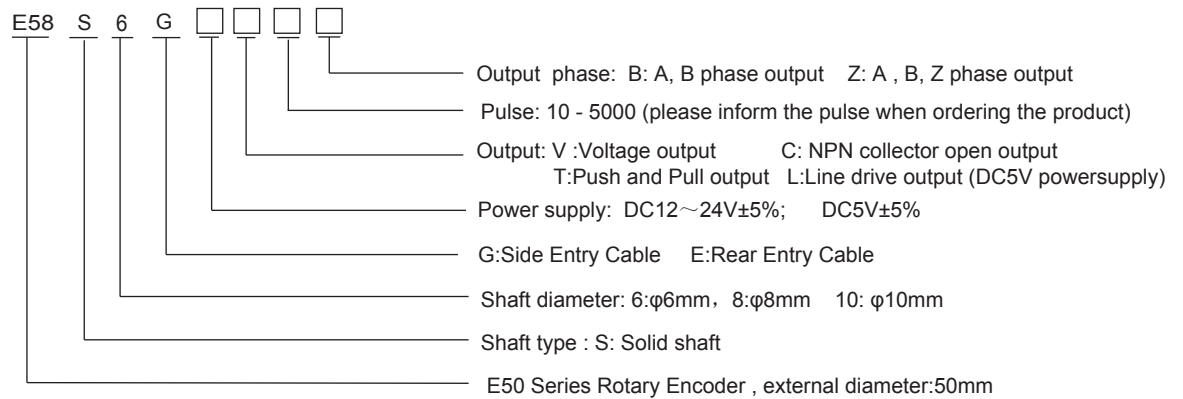 E58 S 6 G □ □ □ □
Output phase: B: A, B phase output Z: A , B, Z phase output
Pulse: 10 - 5000 (please inform the pulse when ordering the product)
Output: V :Voltage output C: NPN collector open output
T:Push and Pull output L:Line drive output (DC5V powersupply)
Power supply: DC12～24V±5%; DC5V±5%
G:Side Entry Cable E:Rear Entry Cable
Shaft diameter: 6:φ6mm，8:φ8mm 10: φ10mm
Shaft type : S: Solid shaft
E50 Series Rotary Encoder , external diameter:50mm